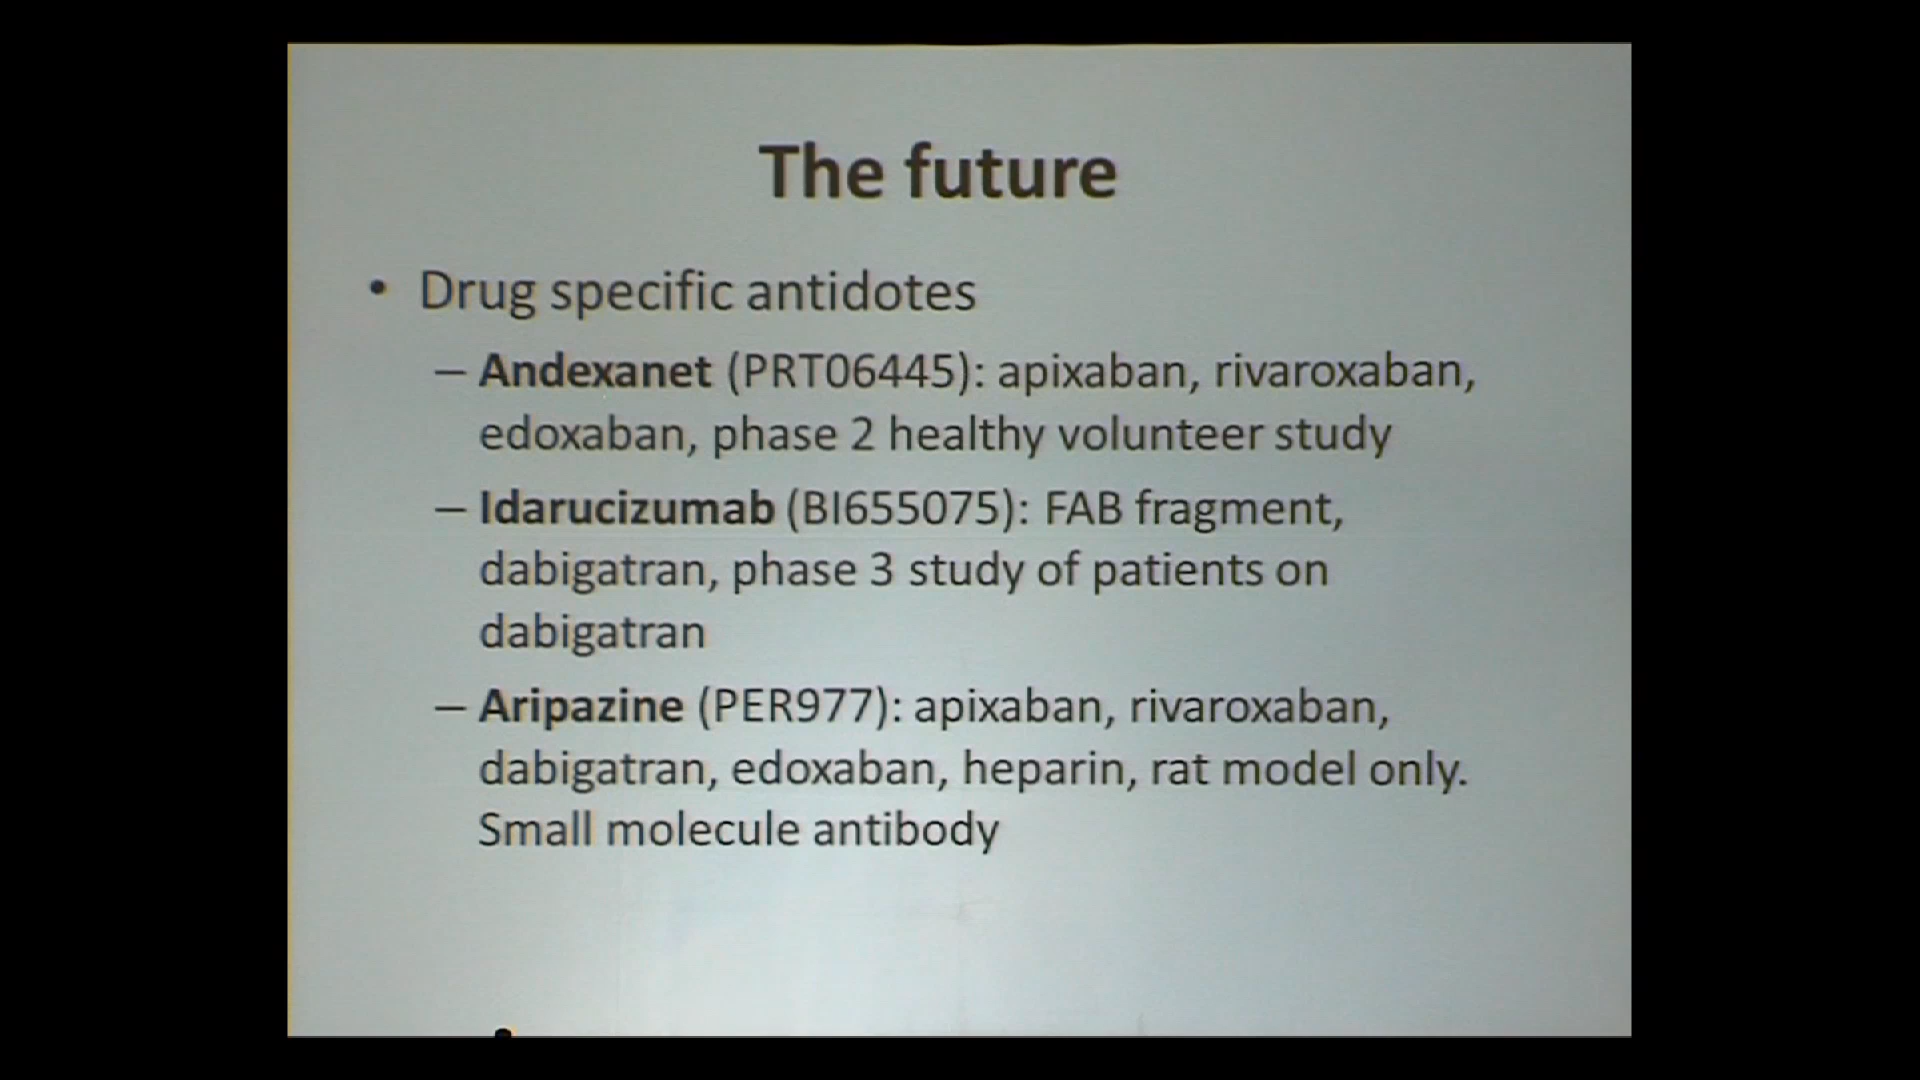 The future
• Drug specific antidotes
– Andexanet (PRT06445): apixaban, rivaroxaban,
edoxaban, phase 2 healthy volunteer study
– Idarucizumab (BI655075): FAB fragment,
dabigatran, phase 3 study of patients on
dabigatran
– Aripazine (PER977): apixaban, rivaroxaban,
dabigatran, edoxaban, heparin, rat model only.
Small molecule antibody